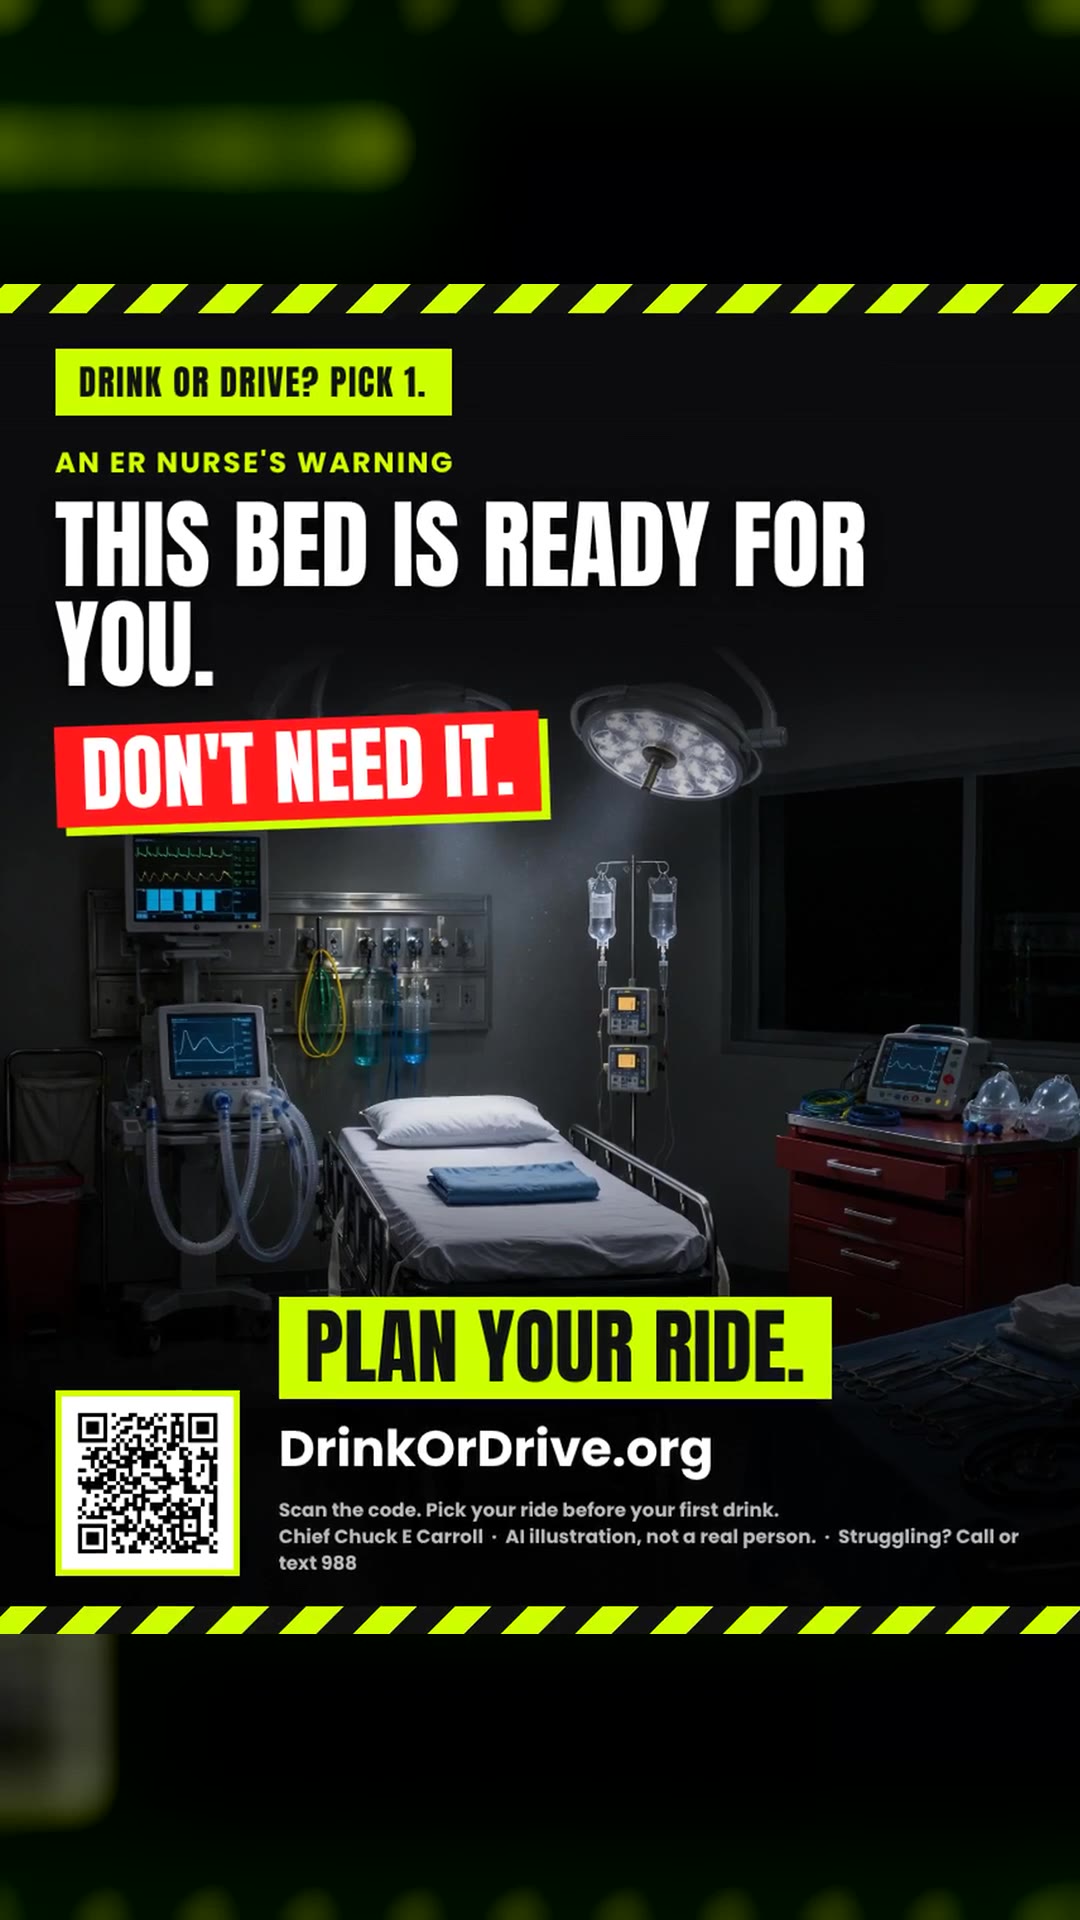 DRINK OR DRIVE? PICK 1.
AN ER NURSE'S WARNING
THIS BED IS READY FOR
YOU.
DON'T NEED IT.
PLAN YOUR RIDE.
DrinkOrDrive.org
Scan the code. Pick your ride before your first drink.
Chief Chuck E Carroll · AI illustration, not a real person. · Struggling? Call or
text 988